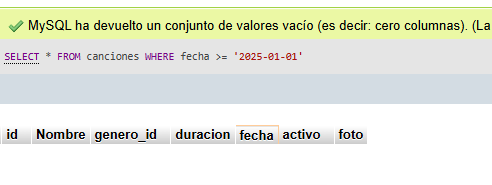 MySQL ha devuelto un conjunto de valores vacío (es decir: cero columnas). (La
SELECT * FROM canciones WHERE fecha >= '2025-01-01'
id Nombre genero_id duracion fecha activo foto